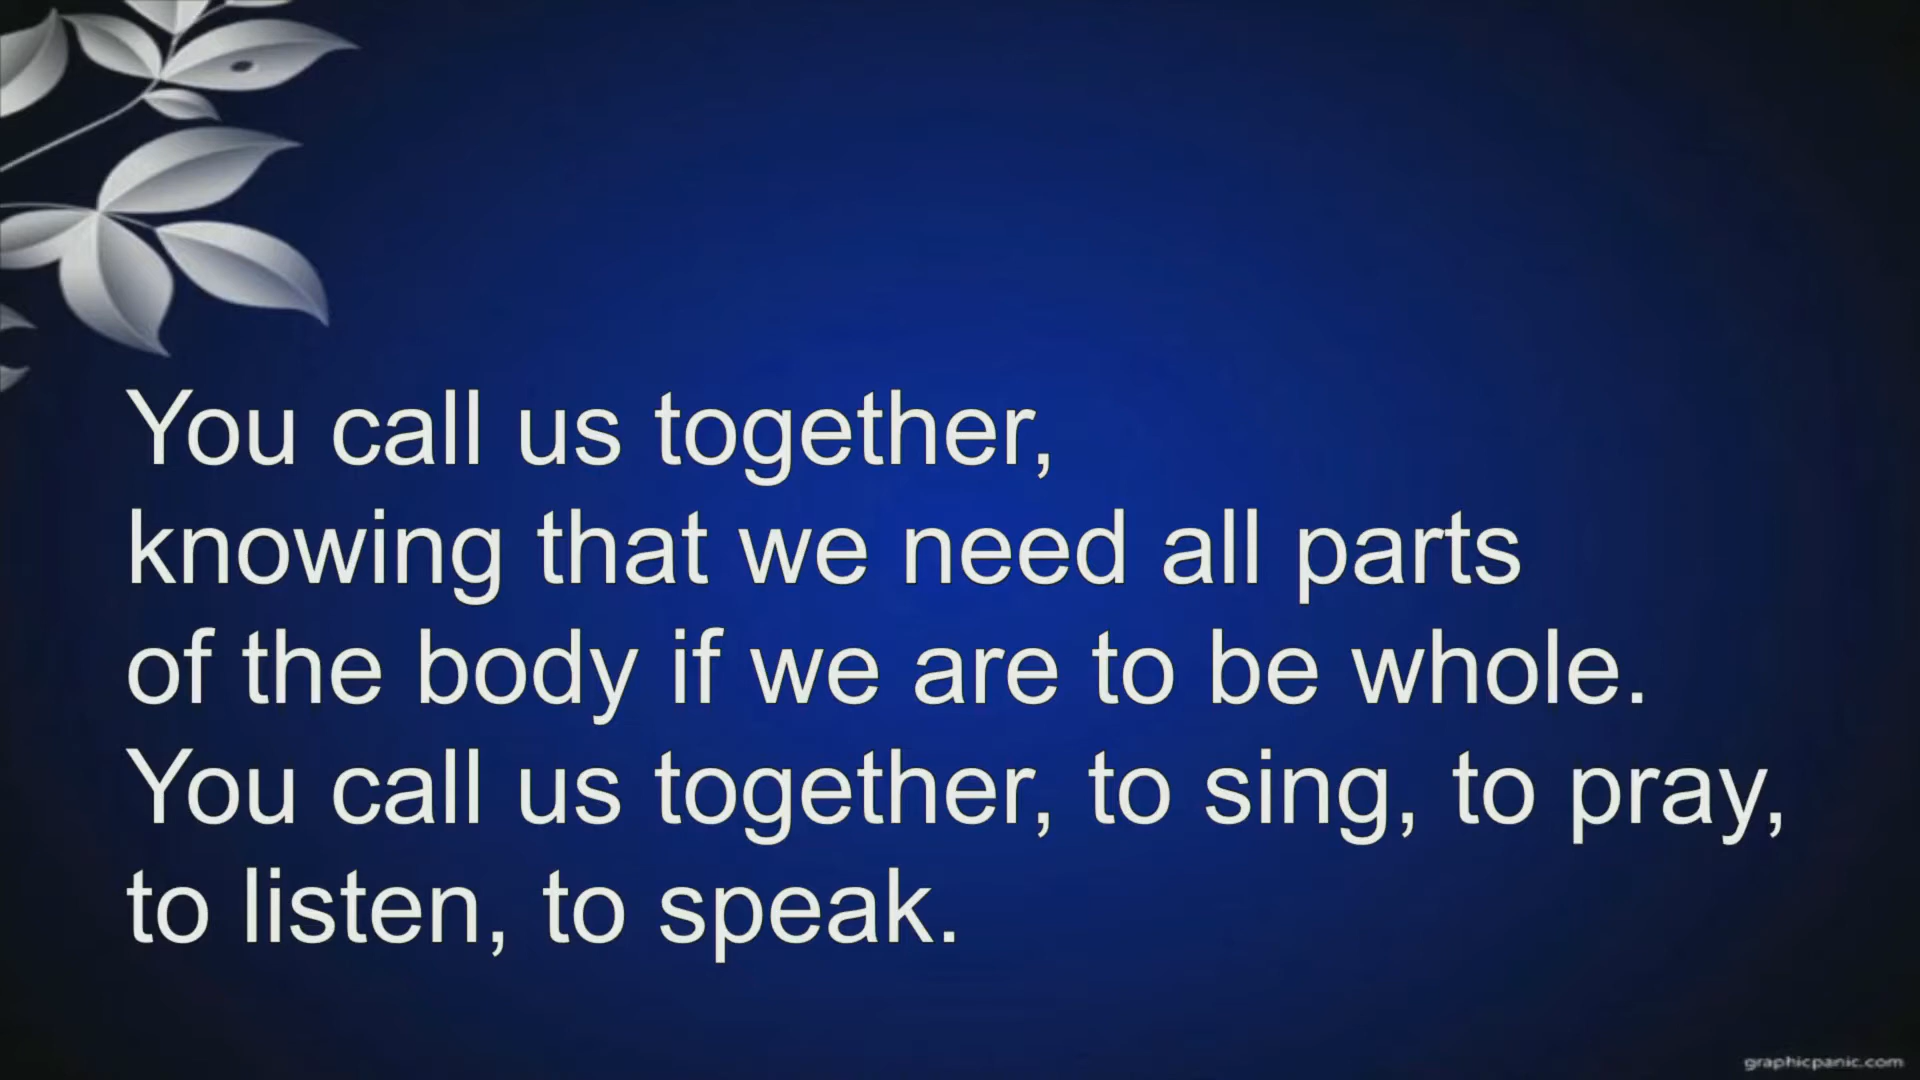 You call us together,
knowing that we need all parts
of the body if we are to be whole.
You call us together, to sing, to pray,
to listen, to speak.
graphicpanic.com